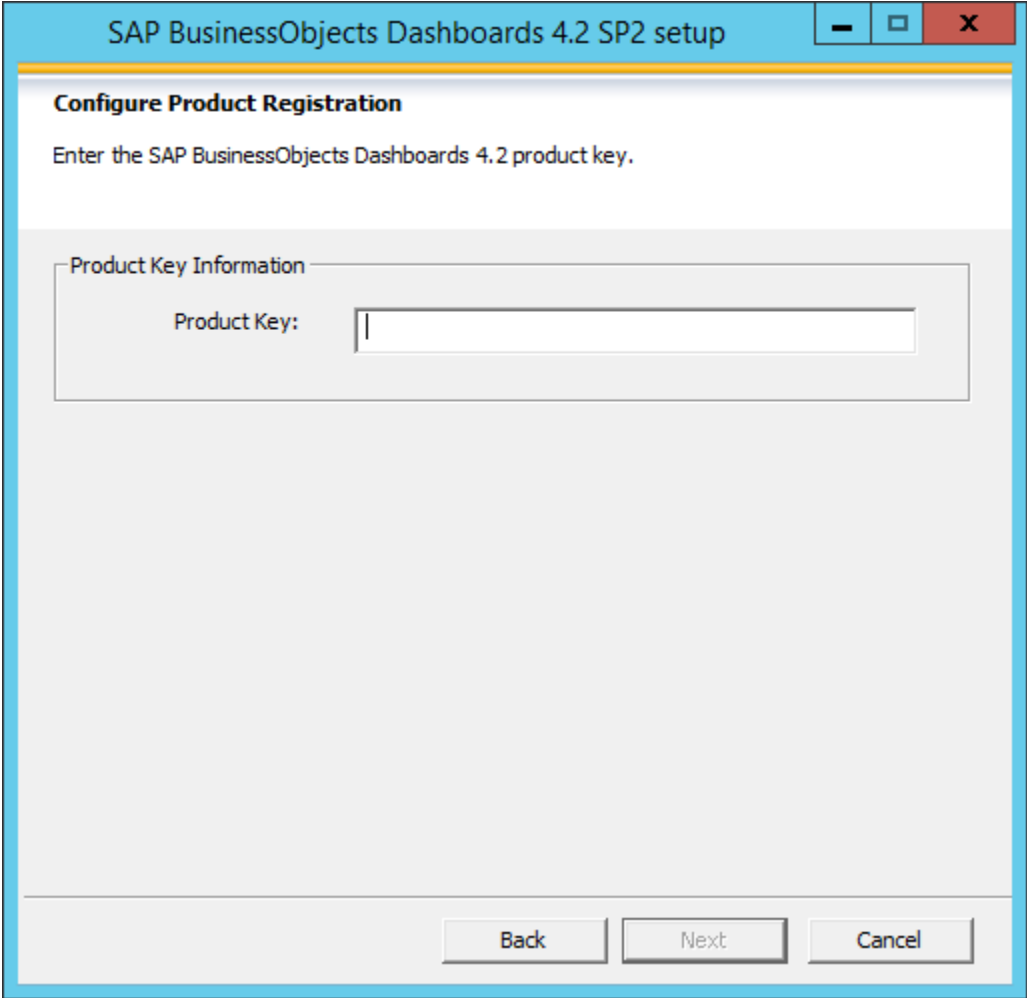 SAP BusinessObjects Dashboards 4.2 SP2 setup
Configure Product Registration
Enter the SAP BusinessObjects Dashboards 4.2 product key.
Product Key Information
Product Key:
Back Next Cancel